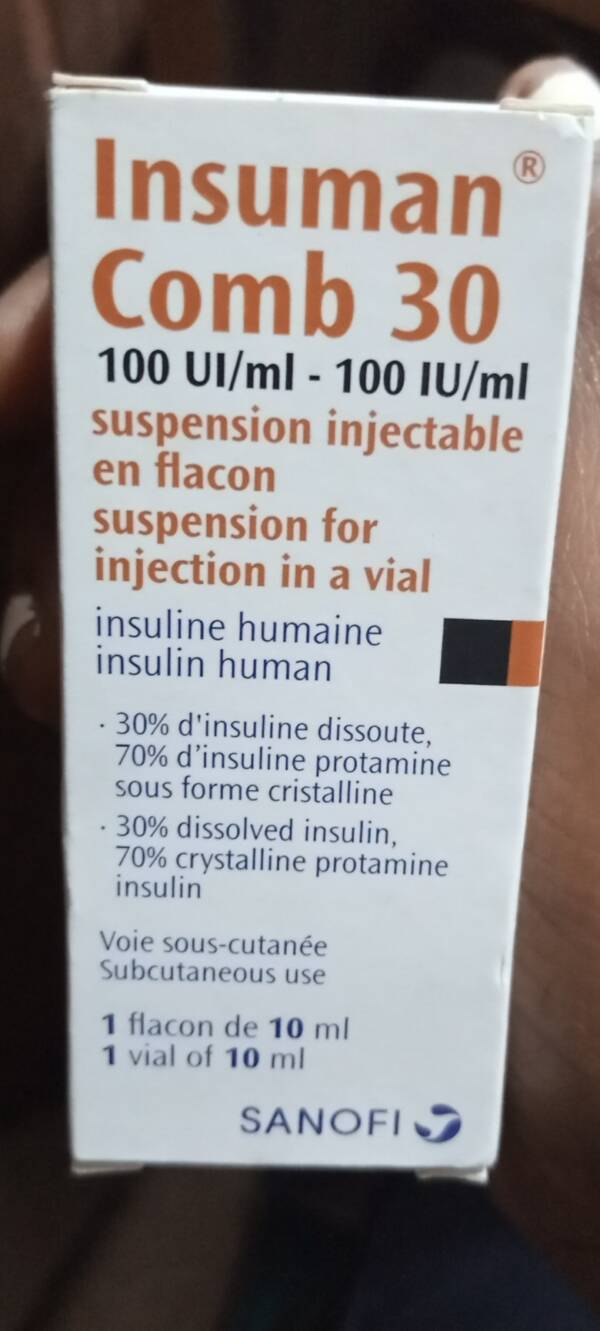 Insuman®
Comb 30
100 UI/ml - 100 IU/ml
suspension injectable
en flacon
suspension for
injection in a vial
insuline humaine
insulin human
· 30% d'insuline dissoute,
70% d'insuline protamine
sous forme cristalline
· 30% dissolved insulin,
70% crystalline protamine
insulin
Voie sous-cutanée
Subcutaneous use
1 flacon de 10 ml
1 vial of 10 ml
SANOFI